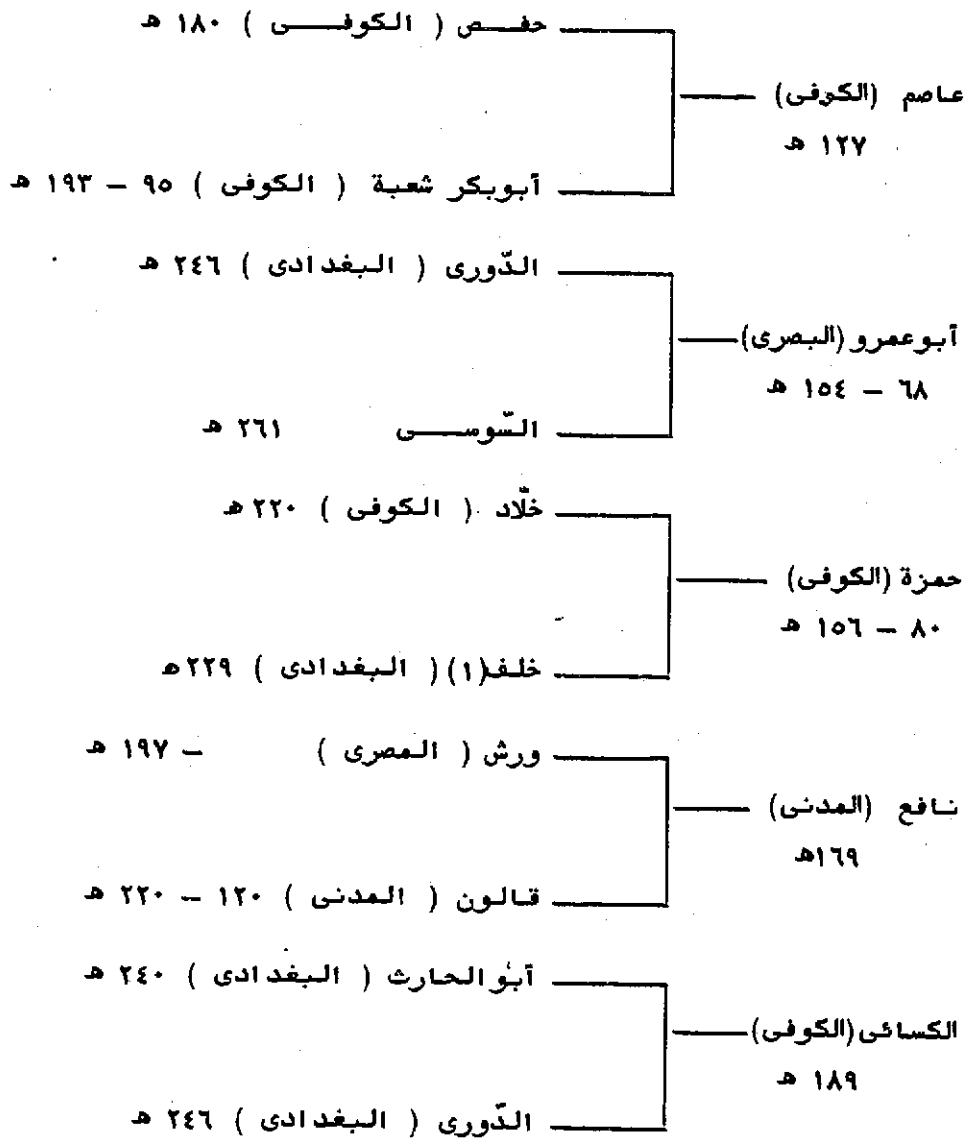 حفص ( الكوفى ) ١٨٠ هـ
عاصم (الكوفى)
١٢٧ هـ
أبوبكر شعبة ( الكوفى ) ٩٥ – ١٩٣ هـ
الدّورى ( البغدادى ) ٢٤٦ هـ
أبوعمرو (البصرى)
٦٨ – ١٥٤ هـ
السّوسى ٢٦١ هـ
خلّاد ( الكوفى ) ٢٢٠ هـ
حمزة (الكوفى)
٨٠ – ١٥٦ هـ
خلف(١) ( البغدادى ) ٢٢٩ هـ
ورش ( المصرى ) – ١٩٧ هـ
نافع (المدنى)
١٦٩هـ
قالون ( المدنى ) ١٢٠ – ٢٢٠ هـ
أبو الحارث ( البغدادى ) ٢٤٠ هـ
الكسائى (الكوفى)
١٨٩ هـ
الدّورى ( البغدادى ) ٢٤٦ هـ